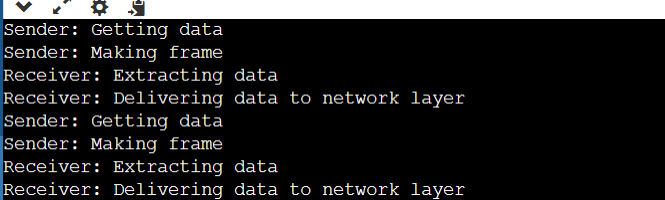 Sender: Getting data
Sender: Making frame
Receiver: Extracting data
Receiver: Delivering data to network layer
Sender: Getting data
Sender: Making frame
Receiver: Extracting data
Receiver: Delivering data to network layer